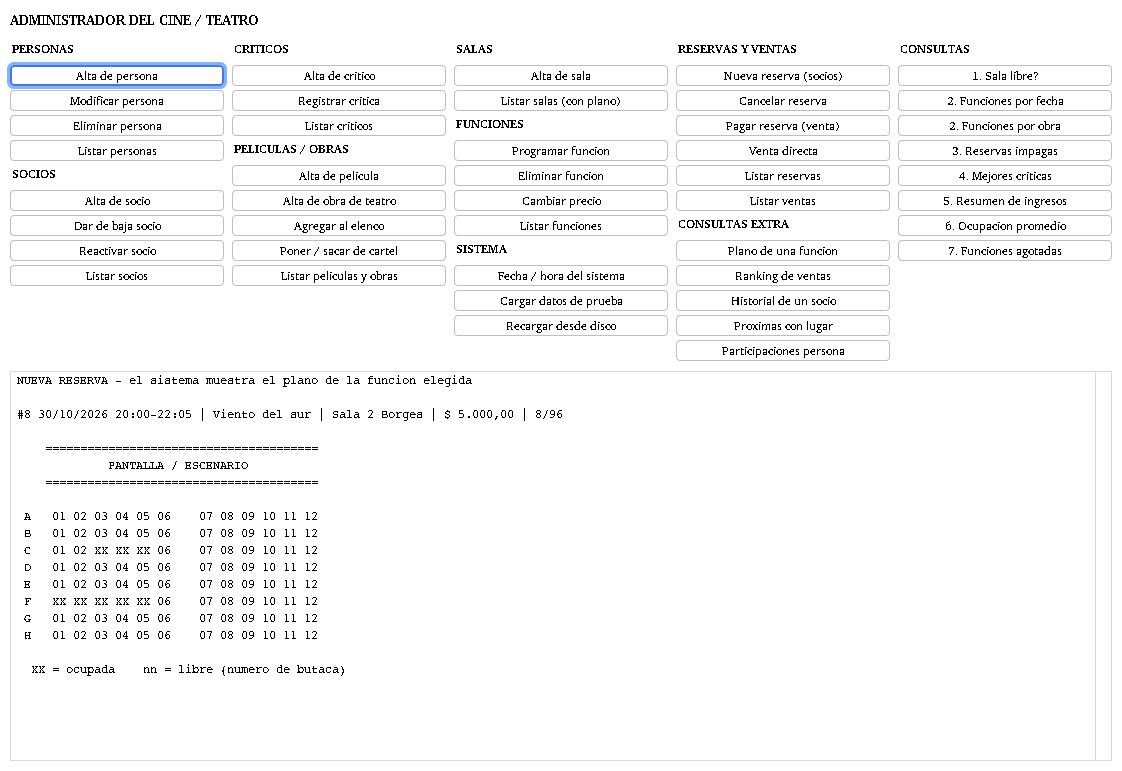 ADMINISTRADOR DEL CINE / TEATRO
PERSONAS
Alta de persona
Modificar persona
Eliminar persona
Listar personas
SOCIOS
Alta de socio
Dar de baja socio
Reactivar socio
Listar socios
CRITICOS
Alta de critico
Registrar critica
Listar criticos
PELICULAS / OBRAS
Alta de pelicula
Alta de obra de teatro
Agregar al elenco
Poner / sacar de cartel
Listar peliculas y obras
SALAS
Alta de sala
Listar salas (con plano)
FUNCIONES
Programar funcion
Eliminar funcion
Cambiar precio
Listar funciones
SISTEMA
Fecha / hora del sistema
Cargar datos de prueba
Recargar desde disco
RESERVAS Y VENTAS
Nueva reserva (socios)
Cancelar reserva
Pagar reserva (venta)
Venta directa
Listar reservas
Listar ventas
CONSULTAS EXTRA
Plano de una funcion
Ranking de ventas
Historial de un socio
Proximas con lugar
Participaciones persona
CONSULTAS
1. Sala libre?
2. Funciones por fecha
2. Funciones por obra
3. Reservas impagas
4. Mejores criticas
5. Resumen de ingresos
6. Ocupacion promedio
7. Funciones agotadas
NUEVA RESERVA - el sistema muestra el plano de la funcion elegida
#8 30/10/2026 20:00-22:05 | Viento del sur | Sala 2 Borges | $ 5.000,00 | 8/96
=======================================
PANTALLA / ESCENARIO
=======================================
A 01 02 03 04 05 06 07 08 09 10 11 12
B 01 02 03 04 05 06 07 08 09 10 11 12
C 01 02 XX XX XX 06 07 08 09 10 11 12
D 01 02 03 04 05 06 07 08 09 10 11 12
E 01 02 03 04 05 06 07 08 09 10 11 12
F XX XX XX XX XX 06 07 08 09 10 11 12
G 01 02 03 04 05 06 07 08 09 10 11 12
H 01 02 03 04 05 06 07 08 09 10 11 12
XX = ocupada nn = libre (numero de butaca)